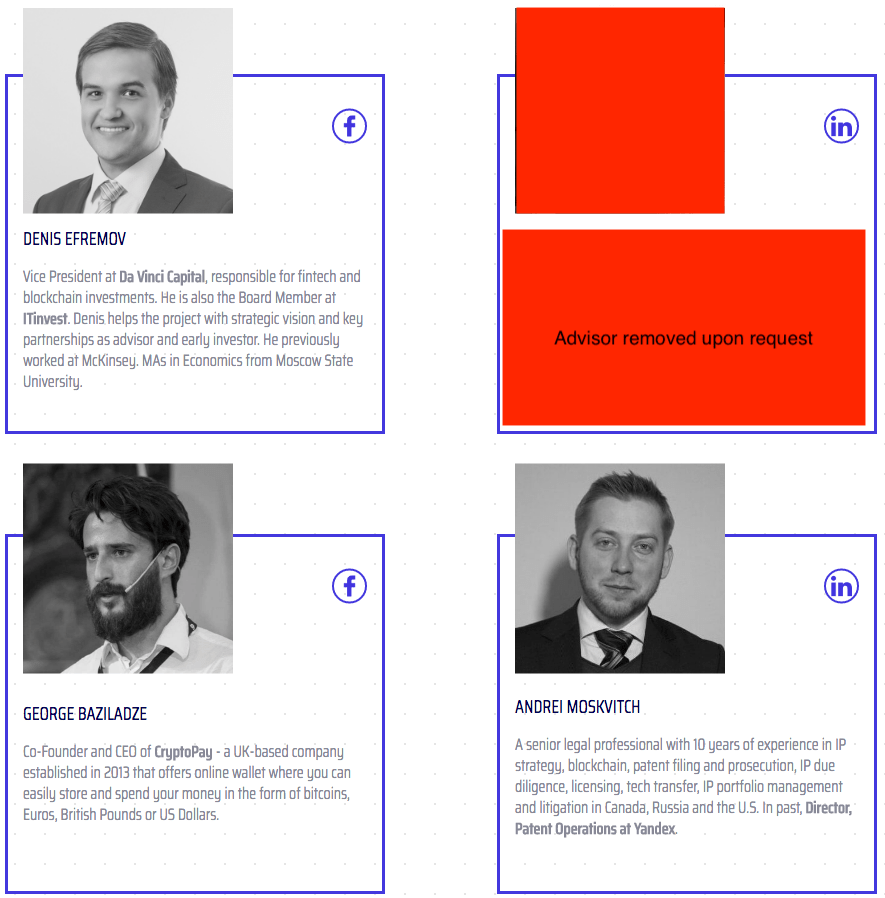 f
in
DENIS EFREMOV
Vice President at Da Vinci Capital, responsible for fintech and
blockchain investments. He is also the Board Member at
ITinvest. Denis helps the project with strategic vision and key
partnerships as advisor and early investor. He previously
worked at McKinsey. MAs in Economics from Moscow State
University.
Advisor removed upon request
f
in
GEORGE BAZILADZE
Co-Founder and CEO of CryptoPay - a UK-based company
established in 2013 that offers online wallet where you can
easily store and spend your money in the form of bitcoins,
Euros, British Pounds or US Dollars.
ANDREI MOSKVITCH
A senior legal professional with 10 years of experience in IP
strategy, blockchain, patent filing and prosecution, IP due
diligence, licensing, tech transfer, IP portfolio management
and litigation in Canada, Russia and the U.S. In past, Director,
Patent Operations at Yandex.